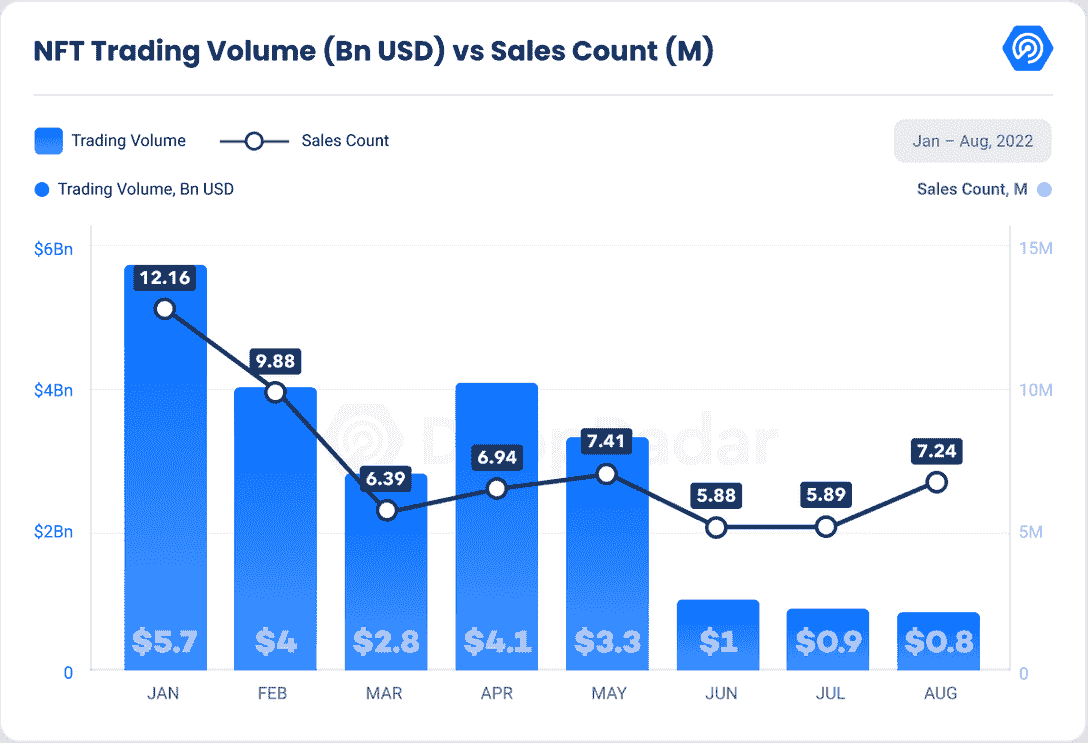 NFT Trading Volume (Bn USD) vs Sales Count (M)
Trading Volume
Sales Count
Jan – Aug, 2022
Trading Volume, Bn USD
Sales Count, M
$6Bn
15M
12.16
9.88
$4Bn
10M
DappRadar
7.41
7.24
6.94
6.39
5.88
5.89
$2Bn
5M
$5.7
$4
$2.8
$4.1
$3.3
$1
$0.9
$0.8
0
0
JAN
FEB
MAR
APR
MAY
JUN
JUL
AUG